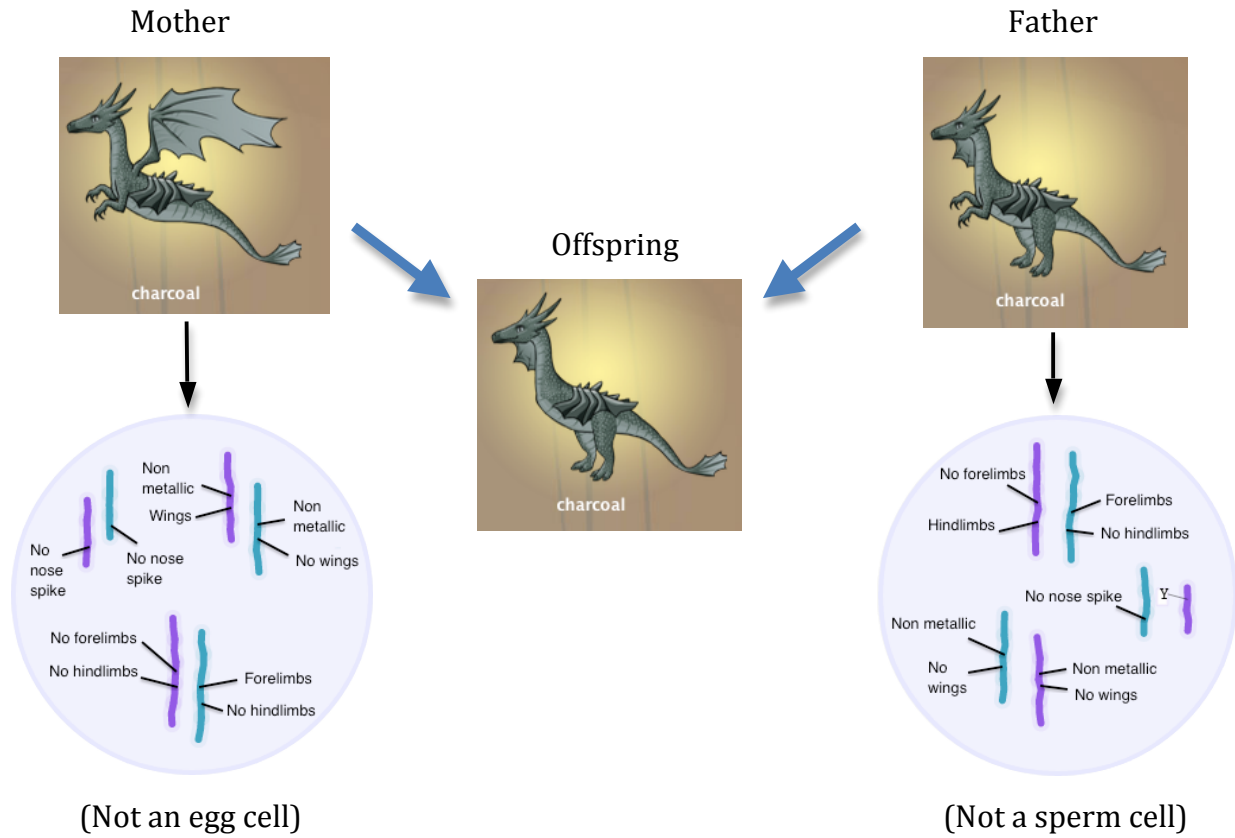 Mother
Father
charcoal
Offspring
charcoal
charcoal
Non
metallic
Wings
Non
metallic
No wings
No
nose
spike
No nose
spike
No forelimbs
No hindlimbs
Forelimbs
No hindlimbs
(Not an egg cell)
No forelimbs
Hindlimbs
Forelimbs
No hindlimbs
No nose spike
Y
Non metallic
No
wings
Non metallic
No wings
(Not a sperm cell)